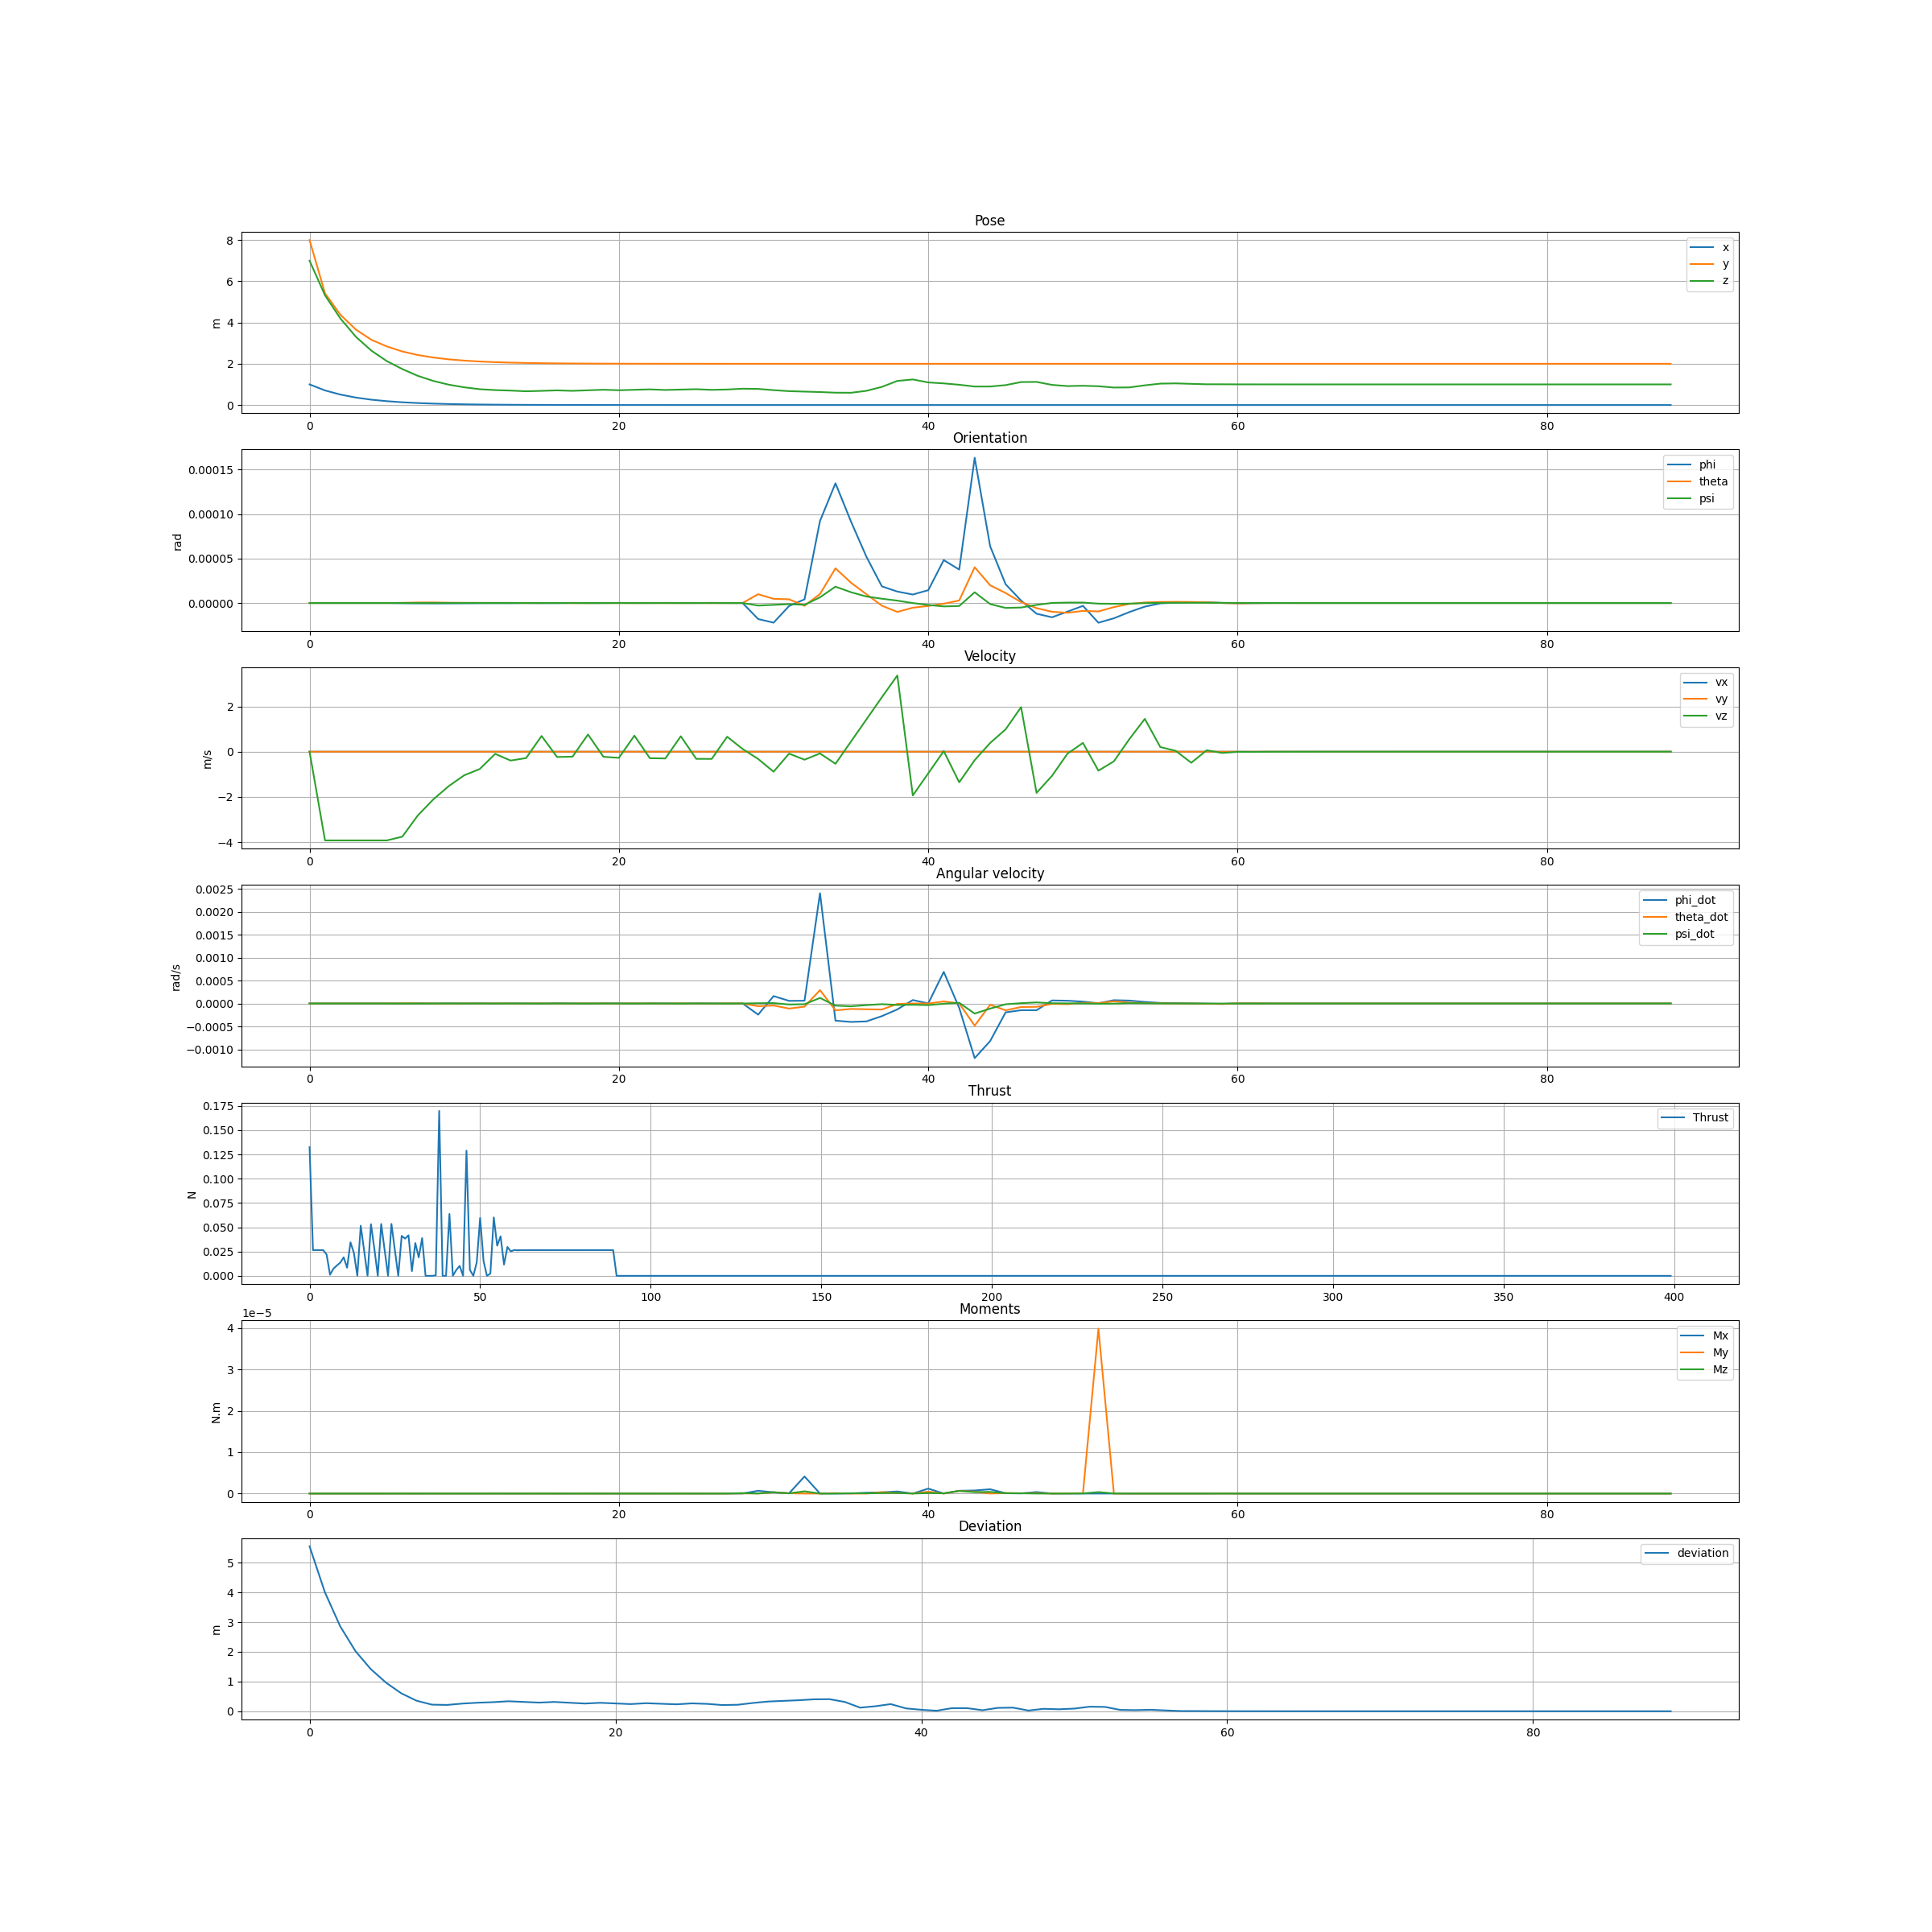 Pose
8
6
4
2
0
m
x
y
z
0 20 40 60 80
Orientation
0.00015
0.00010
0.00005
0.00000
rad
phi
theta
psi
0 20 40 60 80
Velocity
2
0
−2
−4
m/s
vx
vy
vz
0 20 40 60 80
Angular velocity
0.0025
0.0020
0.0015
0.0010
0.0005
0.0000
−0.0005
−0.0010
rad/s
phi_dot
theta_dot
psi_dot
0 20 40 60 80
Thrust
0.175
0.150
0.125
0.100
0.075
0.050
0.025
0.000
N
Thrust
0 50 100 150 200 250 300 350 400
Moments
1e−5
4
3
2
1
0
N.m
Mx
My
Mz
0 20 40 60 80
Deviation
5
4
3
2
1
0
m
deviation
0 20 40 60 80